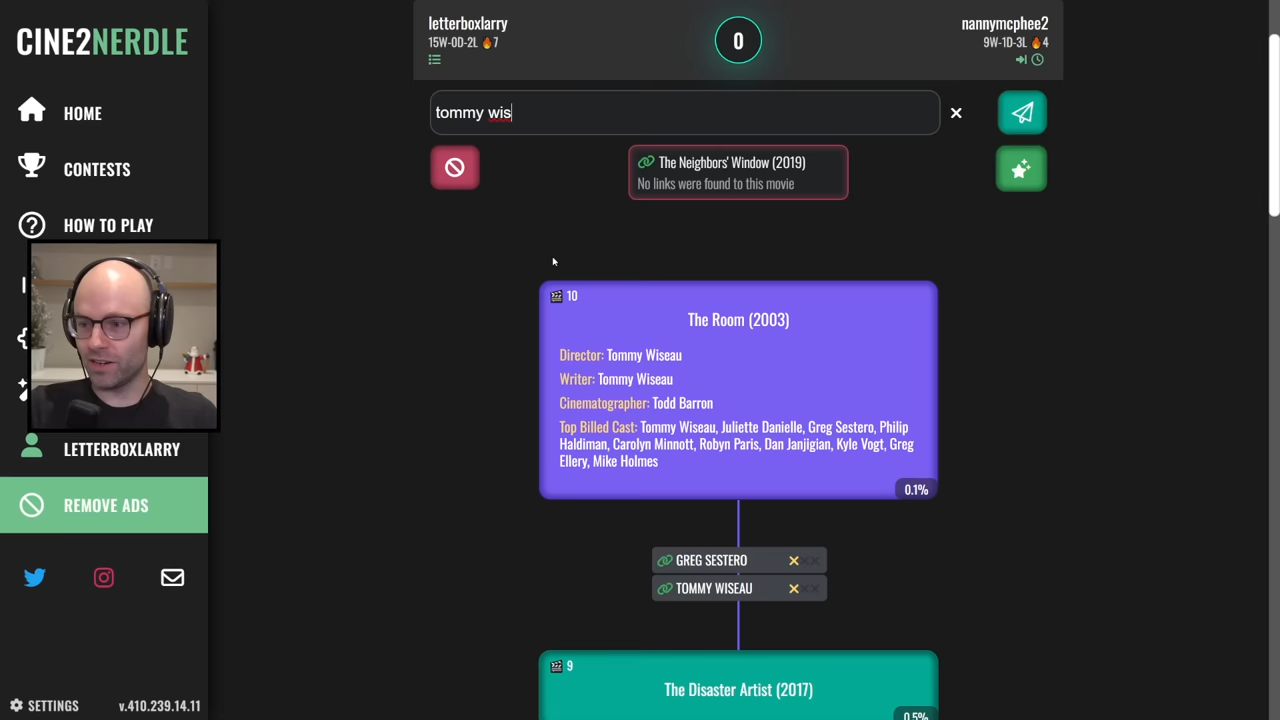 CINE2NERDLE
HOME
CONTESTS
HOW TO PLAY
LETTERBOXLARRY
REMOVE ADS
SETTINGS
v.410.239.14.11
letterboxlarry
15W-0D-2L 7
0
nannymcphee2
9W-1D-3L 4
tommy wis
The Neighbors' Window (2019)
No links were found to this movie
10
The Room (2003)
Director: Tommy Wiseau
Writer: Tommy Wiseau
Cinematographer: Todd Barron
Top Billed Cast: Tommy Wiseau, Juliette Danielle, Greg Sestero, Philip
Haldiman, Carolyn Minnott, Robyn Paris, Dan Janjigian, Kyle Vogt, Greg
Ellery, Mike Holmes
0.1%
GREG SESTERO
TOMMY WISEAU
9
The Disaster Artist (2017)
0.5%